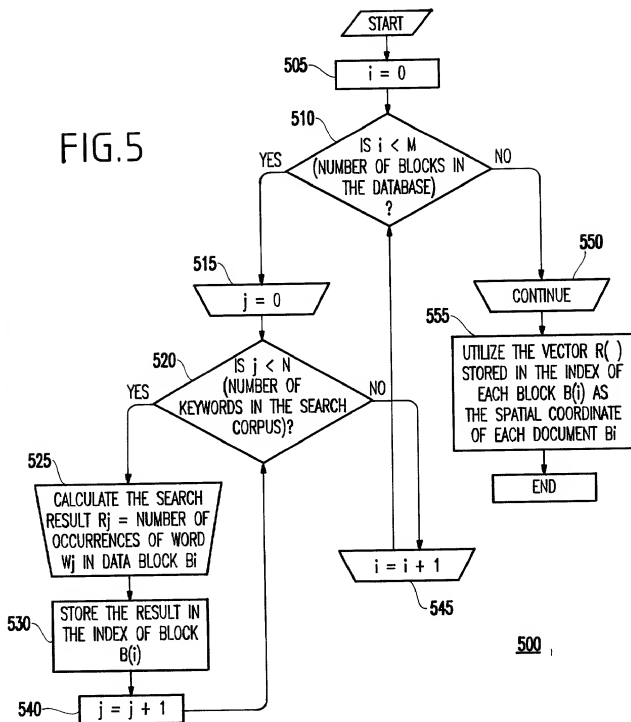 START
505
i = 0
FIG.5
510
IS i < M
(NUMBER OF BLOCKS IN
THE DATABASE)
?
YES
NO
515
j = 0
550
CONTINUE
555
UTILIZE THE VECTOR R( )
STORED IN THE INDEX OF
EACH BLOCK B(i) AS
THE SPATIAL COORDINATE
OF EACH DOCUMENT Bi
END
520
IS j < N
(NUMBER OF
KEYWORDS IN THE SEARCH
CORPUS)?
YES
NO
525
CALCULATE THE SEARCH
RESULT Rj = NUMBER OF
OCCURRENCES OF WORD
Wj IN DATA BLOCK Bi
530
STORE THE RESULT IN
THE INDEX OF BLOCK
B(i)
540
j = j + 1
i = i + 1
545
500